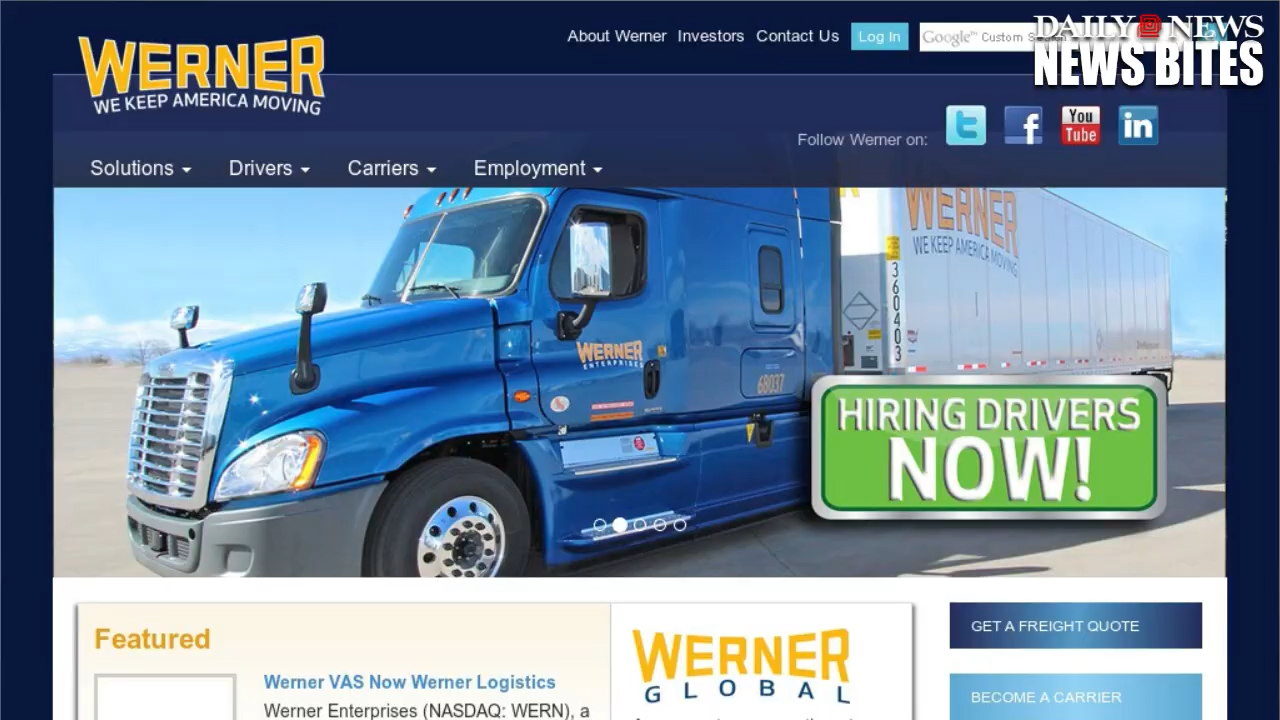 DAILY NEWS
NEWS BITES
About Werner Investors Contact Us Log In Google™ Custom
WERNER
WE KEEP AMERICA MOVING
Follow Werner on:
You
Tube
in
Solutions Drivers Carriers Employment
WERNER
WE KEEP AMERICA MOVING
360403
WERNER
ENTERPRISES
68037
HIRING DRIVERS
NOW!
Featured
Werner VAS Now Werner Logistics
Werner Enterprises (NASDAQ: WERN), a
WERNER
GLOBAL
GET A FREIGHT QUOTE
BECOME A CARRIER